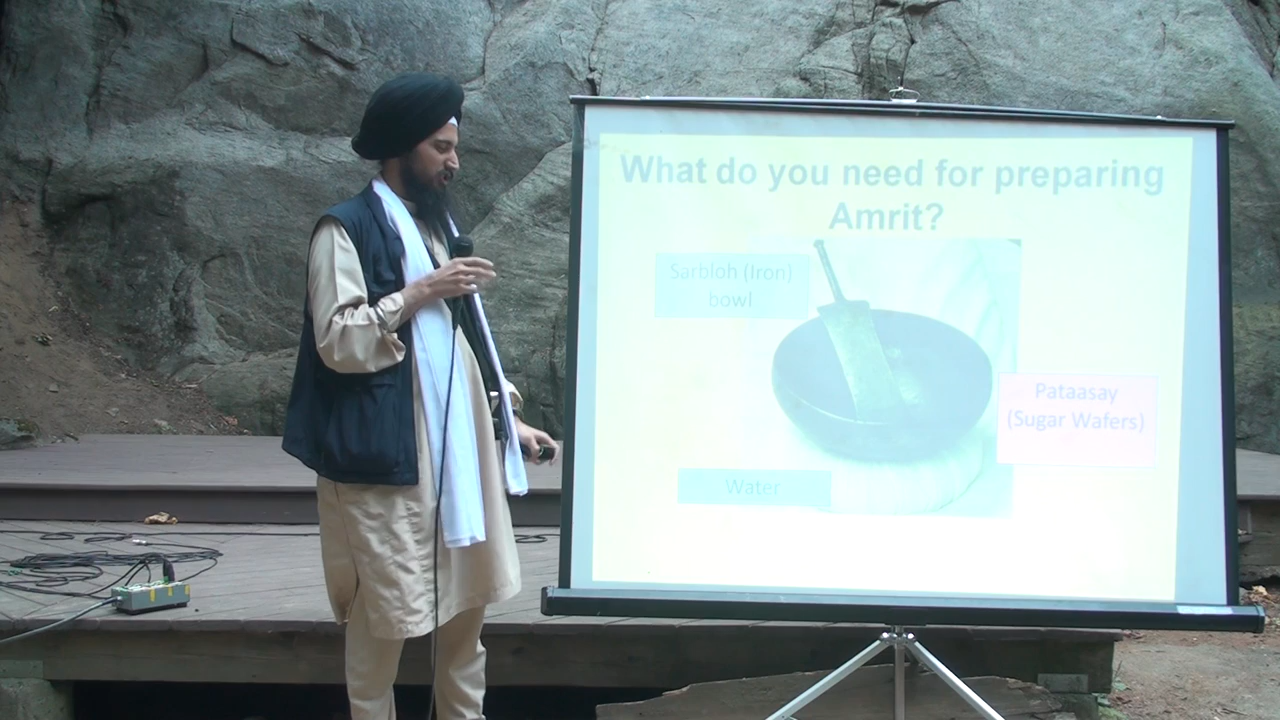 What do you need for preparing
Amrit?
Sarbloh (Iron)
bowl
Pataasay
(Sugar Wafers)
Water